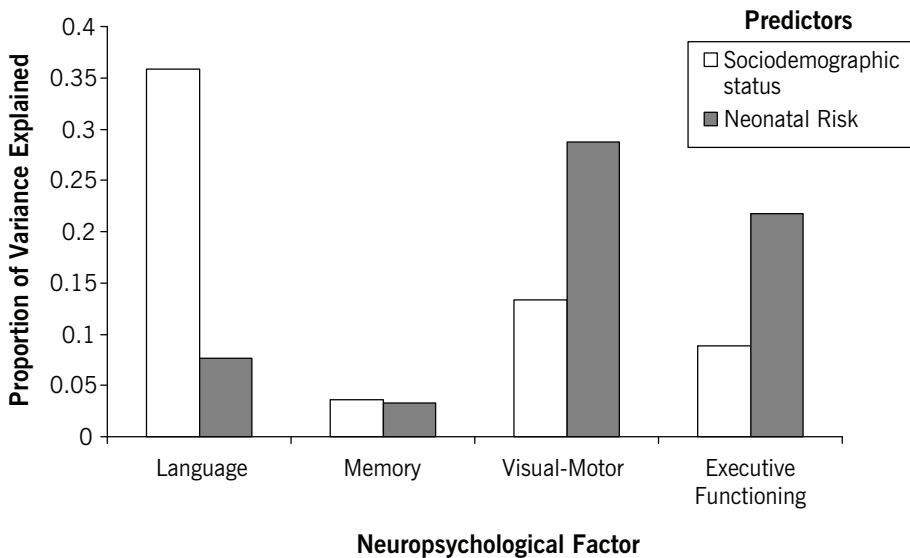 Predictors
Sociodemographic
status
Neonatal Risk
Proportion of Variance Explained
0.4
0.35
0.3
0.25
0.2
0.15
0.1
0.05
0
Language
Memory
Visual-Motor
Executive
Functioning
Neuropsychological Factor